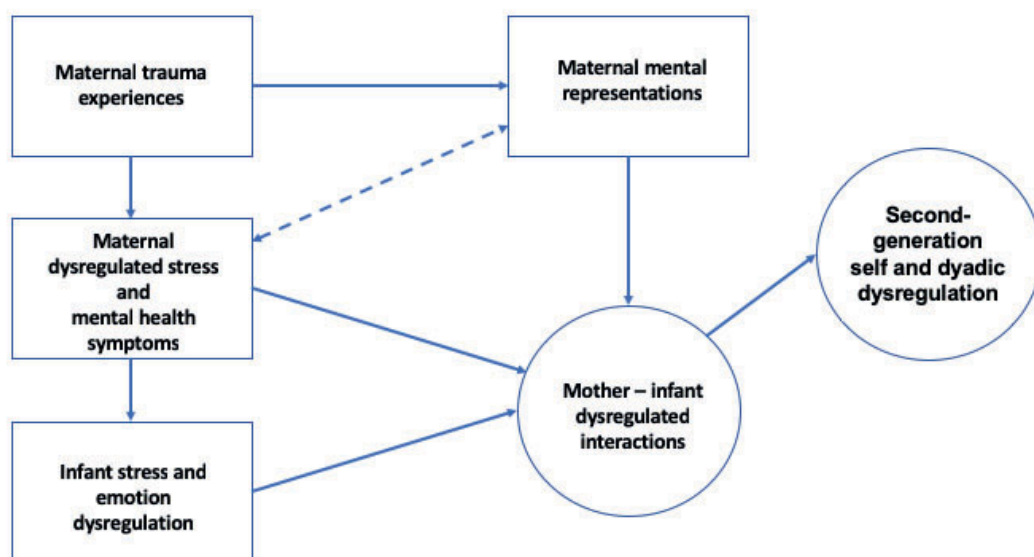 Maternal trauma
experiences
Maternal mental
representations
Maternal
dysregulated stress
and
mental health
symptoms
Second-
generation
self and dyadic
dysregulation
Mother – infant
dysregulated
interactions
Infant stress and
emotion
dysregulation